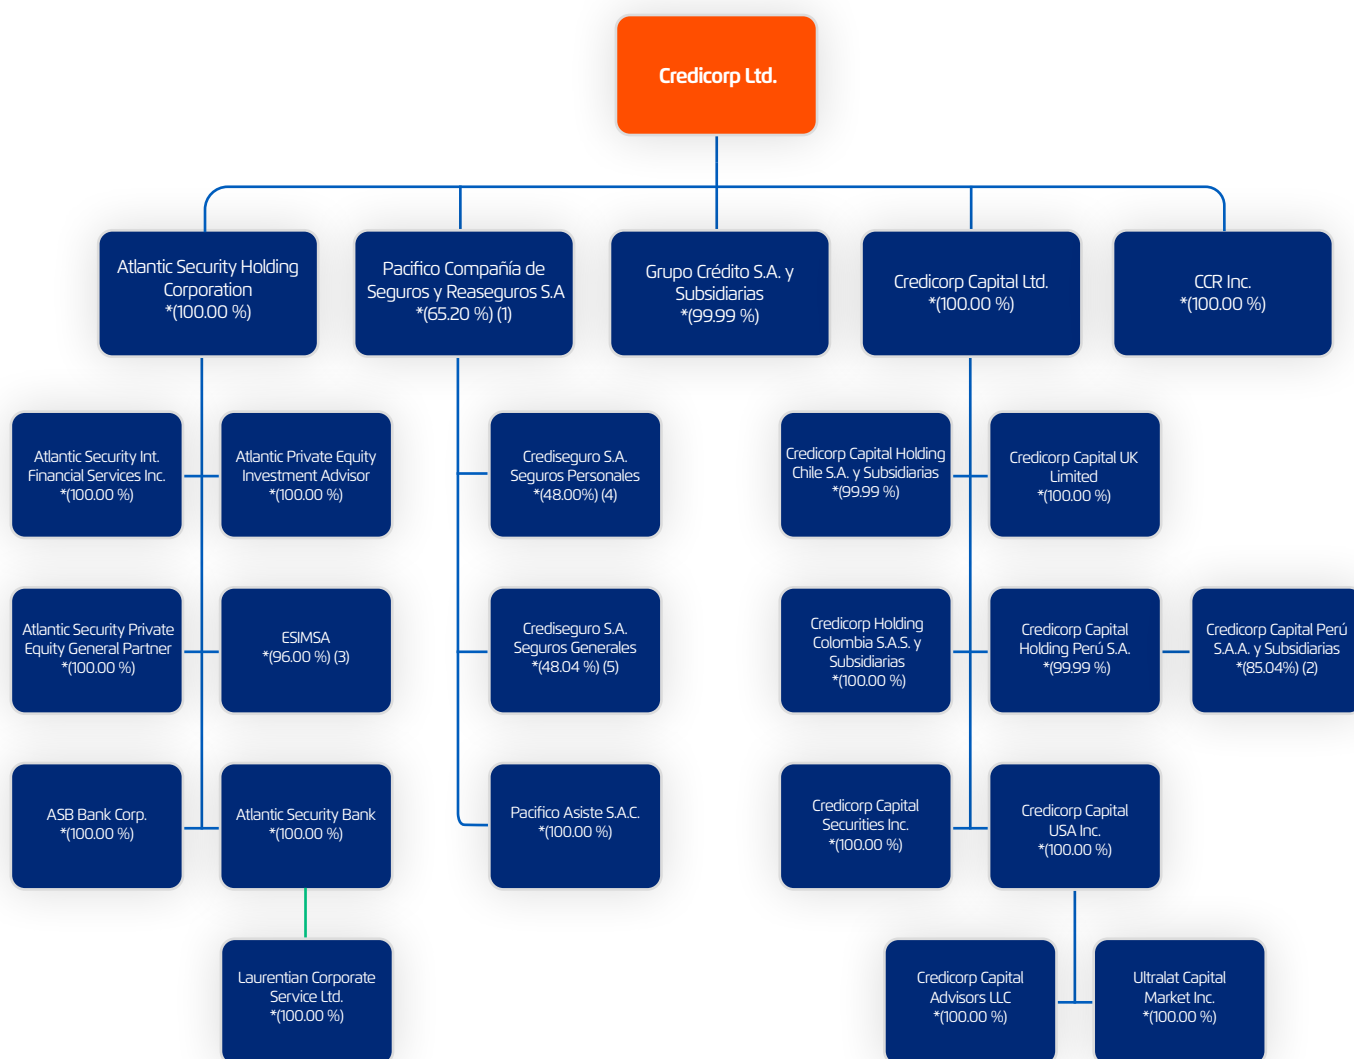 Credicorp Ltd.
Atlantic Security Holding
Corporation
*(100.00 %)
Pacifico Compañía de
Seguros y Reaseguros S.A
*(65.20 %) (1)
Grupo Crédito S.A. y
Subsidiarias
*(99.99 %)
Credicorp Capital Ltd.
*(100.00 %)
CCR Inc.
*(100.00 %)
Atlantic Security Int.
Financial Services Inc.
*(100.00 %)
Atlantic Private Equity
Investment Advisor
*(100.00 %)
Crediseguro S.A.
Seguros Personales
*(48.00%) (4)
Credicorp Capital Holding
Chile S.A. y Subsidiarias
*(99.99 %)
Credicorp Capital UK
Limited
*(100.00 %)
Atlantic Security Private
Equity General Partner
*(100.00 %)
ESIMSA
*(96.00 %) (3)
Crediseguro S.A.
Seguros Generales
*(48.04 %) (5)
Credicorp Holding
Colombia S.A.S. y
Subsidiarias
*(100.00 %)
Credicorp Capital
Holding Perú S.A.
*(99.99 %)
Credicorp Capital Perú
S.A.A. y Subsidiarias
*(85.04%) (2)
ASB Bank Corp.
*(100.00 %)
Atlantic Security Bank
*(100.00 %)
Pacifico Asiste S.A.C.
*(100.00 %)
Credicorp Capital
Securities Inc.
*(100.00 %)
Credicorp Capital
USA Inc.
*(100.00 %)
Laurentian Corporate
Service Ltd.
*(100.00 %)
Credicorp Capital
Advisors LLC
*(100.00 %)
Ultralat Capital
Market Inc.
*(100.00 %)